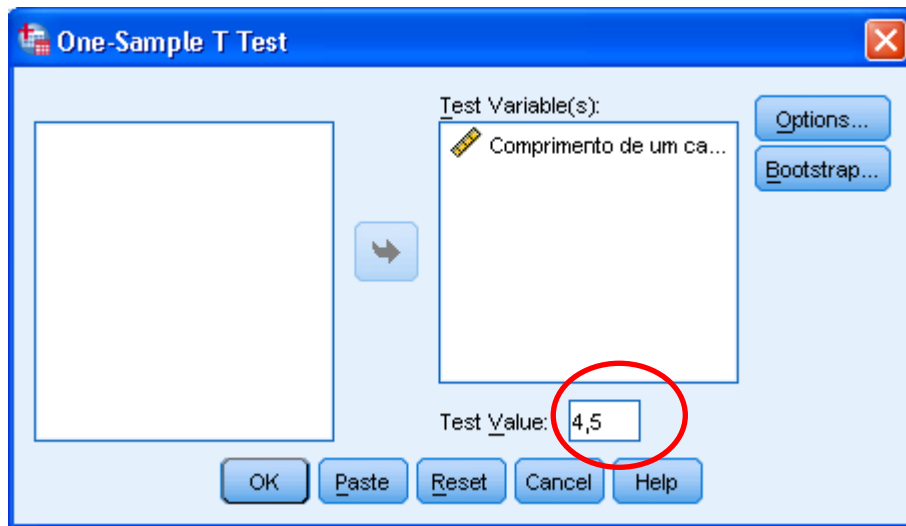 One-Sample T Test
Test Variable(s):
Comprimento de um ca...
Options...
Bootstrap...
Test Value: 4,5
OK Paste Reset Cancel Help